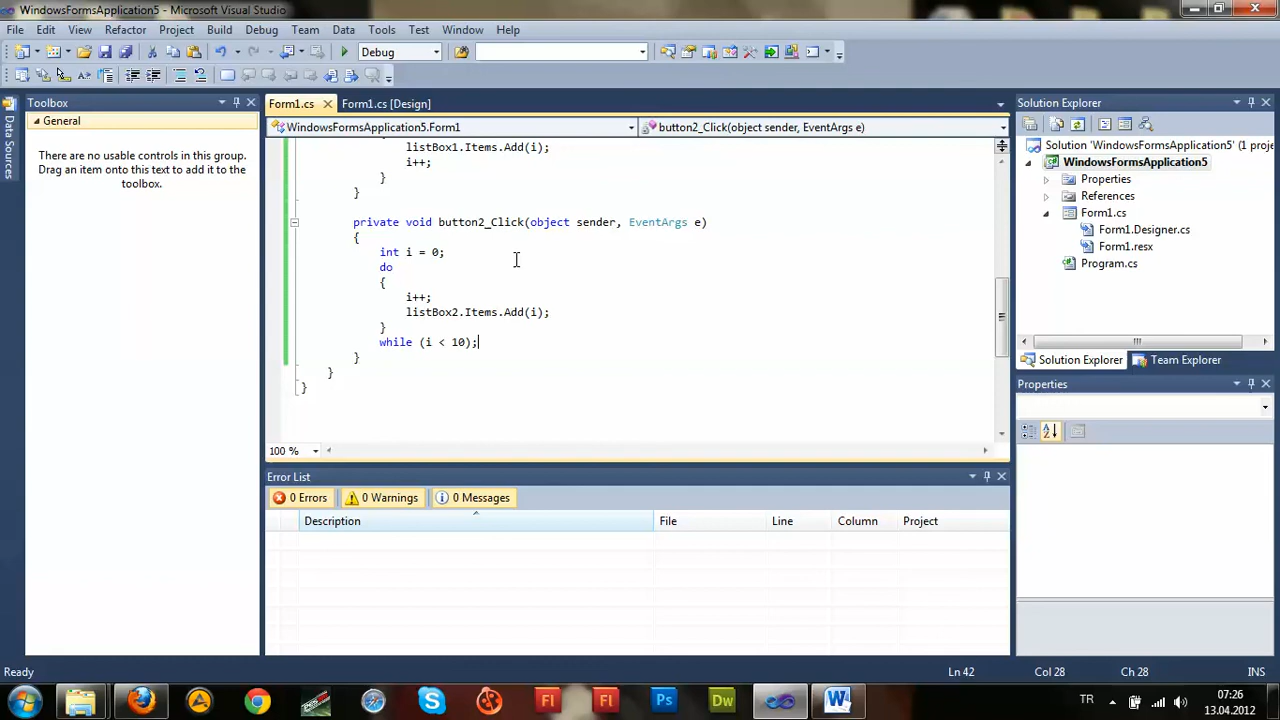 WindowsFormsApplication5 - Microsoft Visual Studio
File Edit View Refactor Project Build Debug Team Data Tools Test Window Help
Debug
Data Sources
Toolbox
General
There are no usable controls in this group.
Drag an item onto this text to add it to the
toolbox.
Form1.cs
Form1.cs [Design]
WindowsFormsApplication5.Form1
button2_Click(object sender, EventArgs e)
listBox1.Items.Add(i);
i++;
}
}
private void button2_Click(object sender, EventArgs e)
{
int i = 0;
do
{
i++;
listBox2.Items.Add(i);
}
while (i < 10);
}
}
}
100 %
Error List
0 Errors
0 Warnings
0 Messages
Description
File
Line
Column
Project
Solution Explorer
Solution 'WindowsFormsApplication5' (1 proje
WindowsFormsApplication5
Properties
References
Form1.cs
Form1.Designer.cs
Form1.resx
Program.cs
Solution Explorer
Team Explorer
Properties
Ready
Ln 42
Col 28
Ch 28
INS
Fl
Fl
Ps
Dw
TR
07:26
13.04.2012